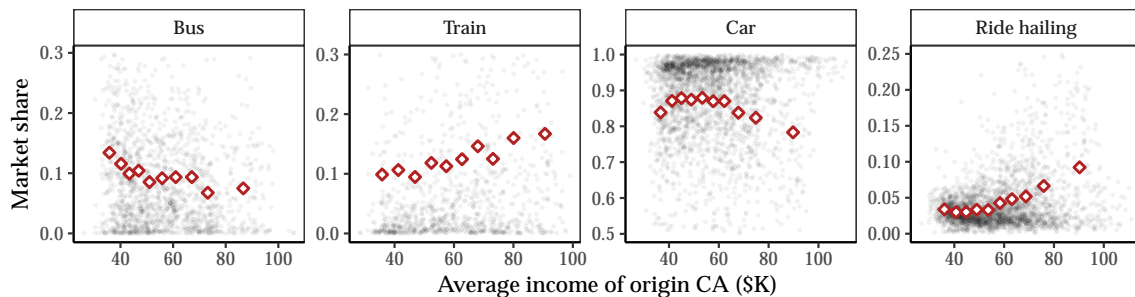 Bus Train Car Ride hailing
Market share
0.3 0.2 0.1 0.0
0.3 0.2 0.1 0.0
1.0 0.9 0.8 0.7 0.6 0.5
0.25 0.20 0.15 0.10 0.05 0.00
40 60 80 100 40 60 80 100 40 60 80 100 40 60 80 100
Average income of origin CA ($K)